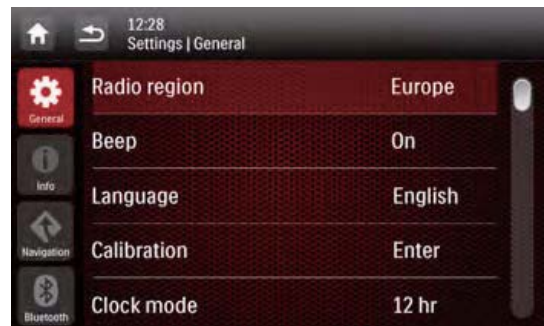 12:28
Settings | General
General
Info
Navigation
Bluetooth
Radio region Europe
Beep On
Language English
Calibration Enter
Clock mode 12 hr